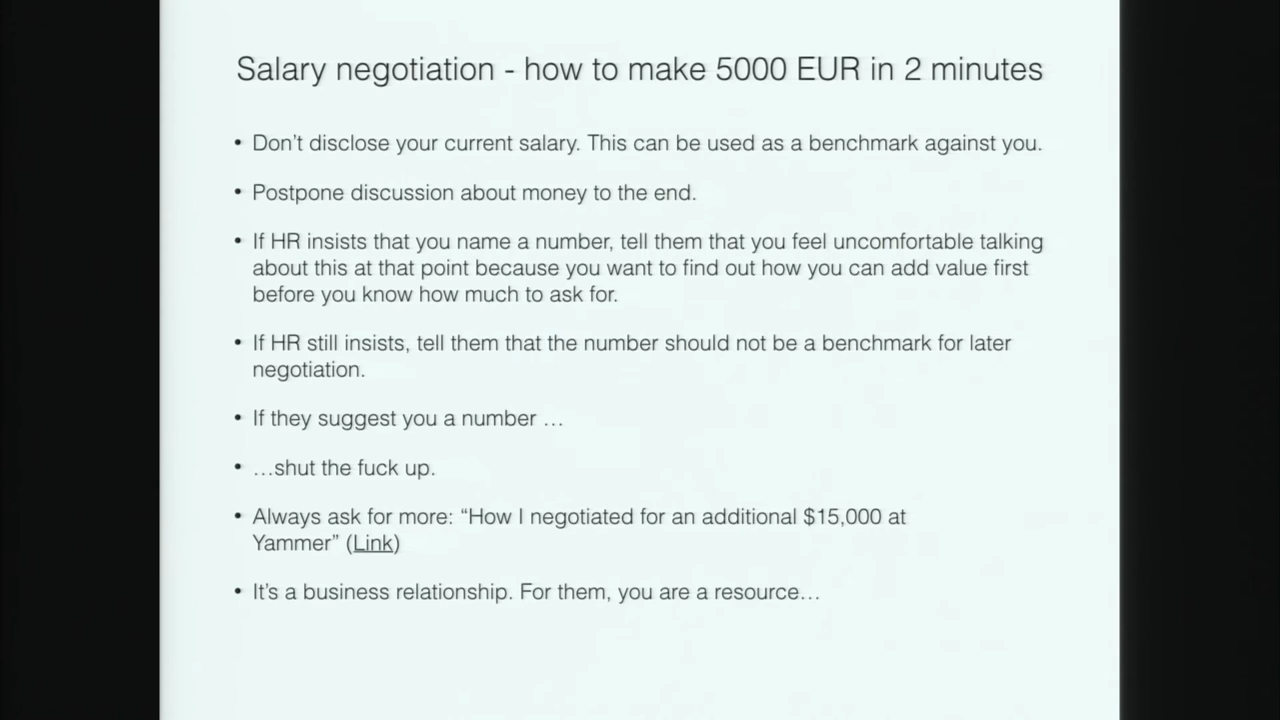 Salary negotiation - how to make 5000 EUR in 2 minutes
• Don’t disclose your current salary. This can be used as a benchmark against you.
• Postpone discussion about money to the end.
• If HR insists that you name a number, tell them that you feel uncomfortable talking
about this at that point because you want to find out how you can add value first
before you know how much to ask for.
• If HR still insists, tell them that the number should not be a benchmark for later
negotiation.
• If they suggest you a number …
• …shut the fuck up.
• Always ask for more: “How I negotiated for an additional $15,000 at
Yammer” (Link)
• It’s a business relationship. For them, you are a resource…